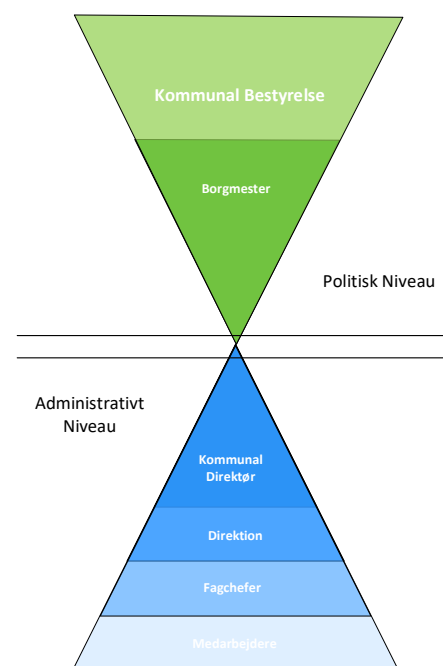 Kommunal Bestyrelse
Borgmester
Politisk Niveau
Administrativt
Niveau
Kommunal
Direktør
Direktion
Fagchefer
Medarbejdere